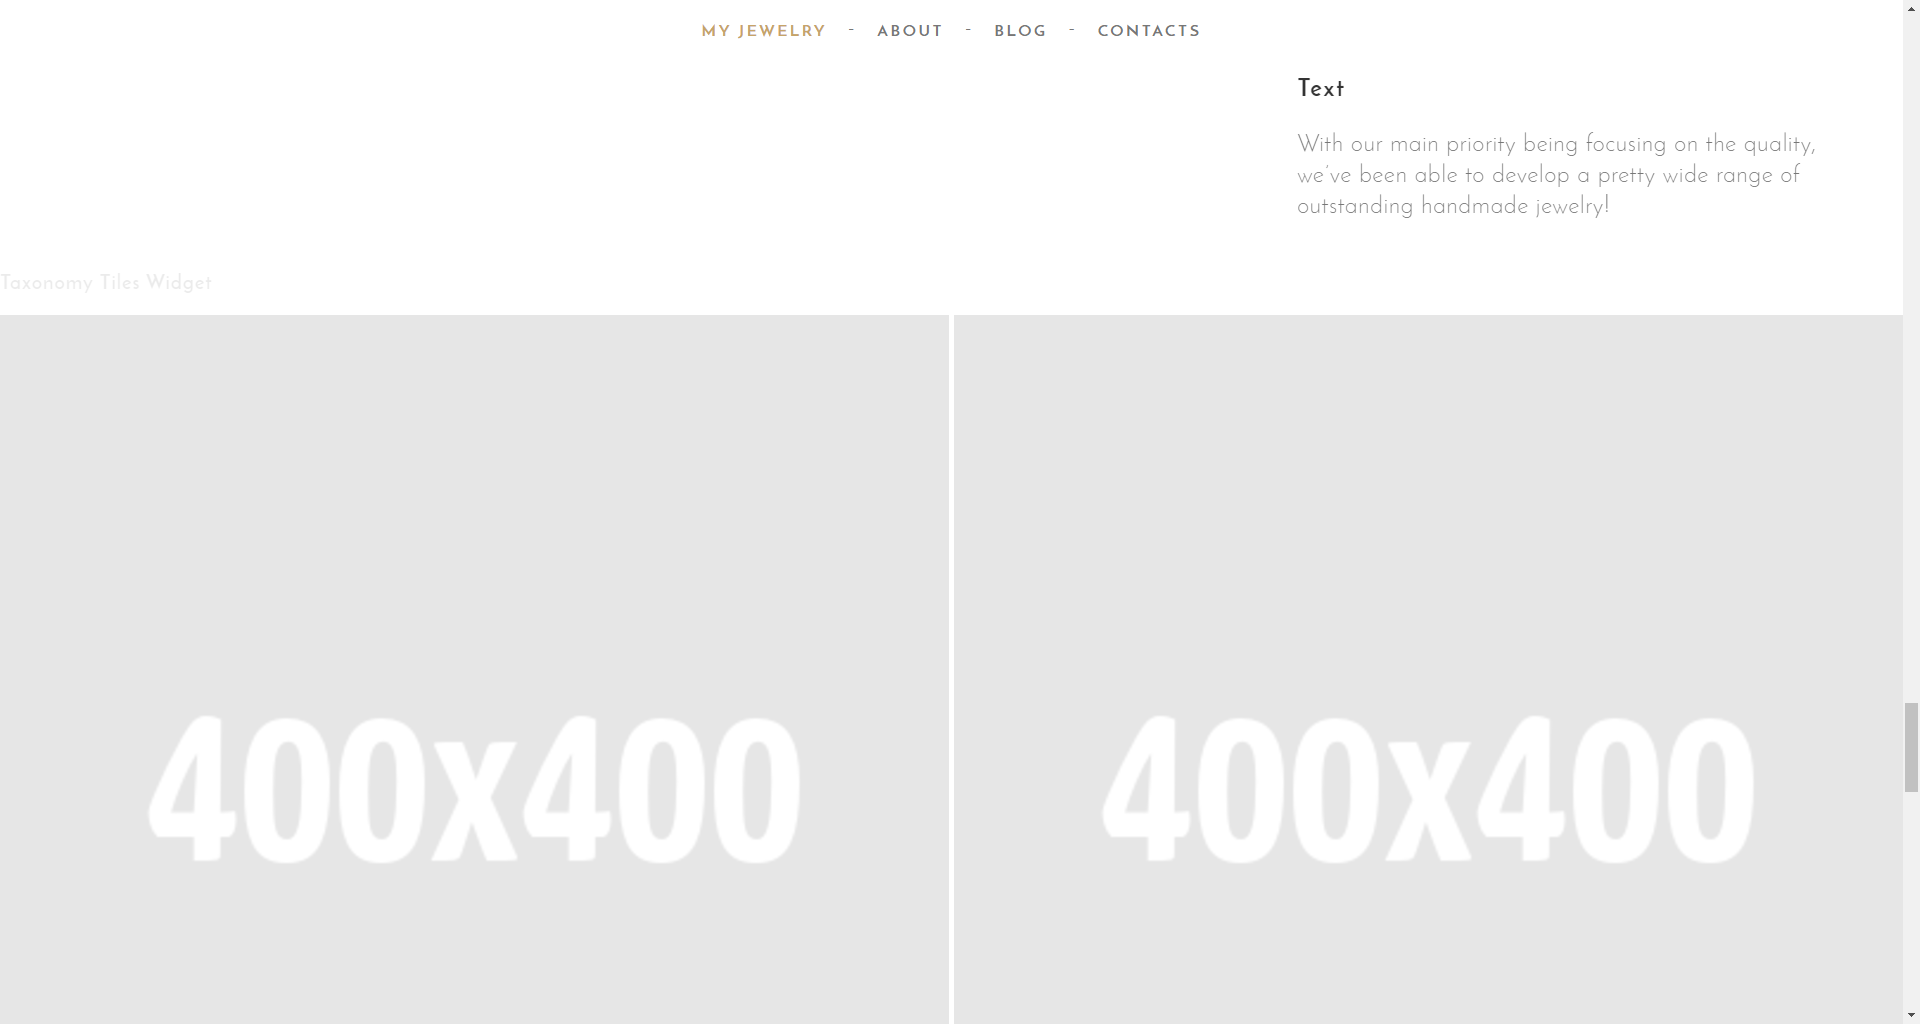 MY JEWELRY - ABOUT - BLOG - CONTACTS
Text
With our main priority being focusing on the quality,
we've been able to develop a pretty wide range of
outstanding handmade jewelry!
Taxonomy Tiles Widget
400x400 400x400